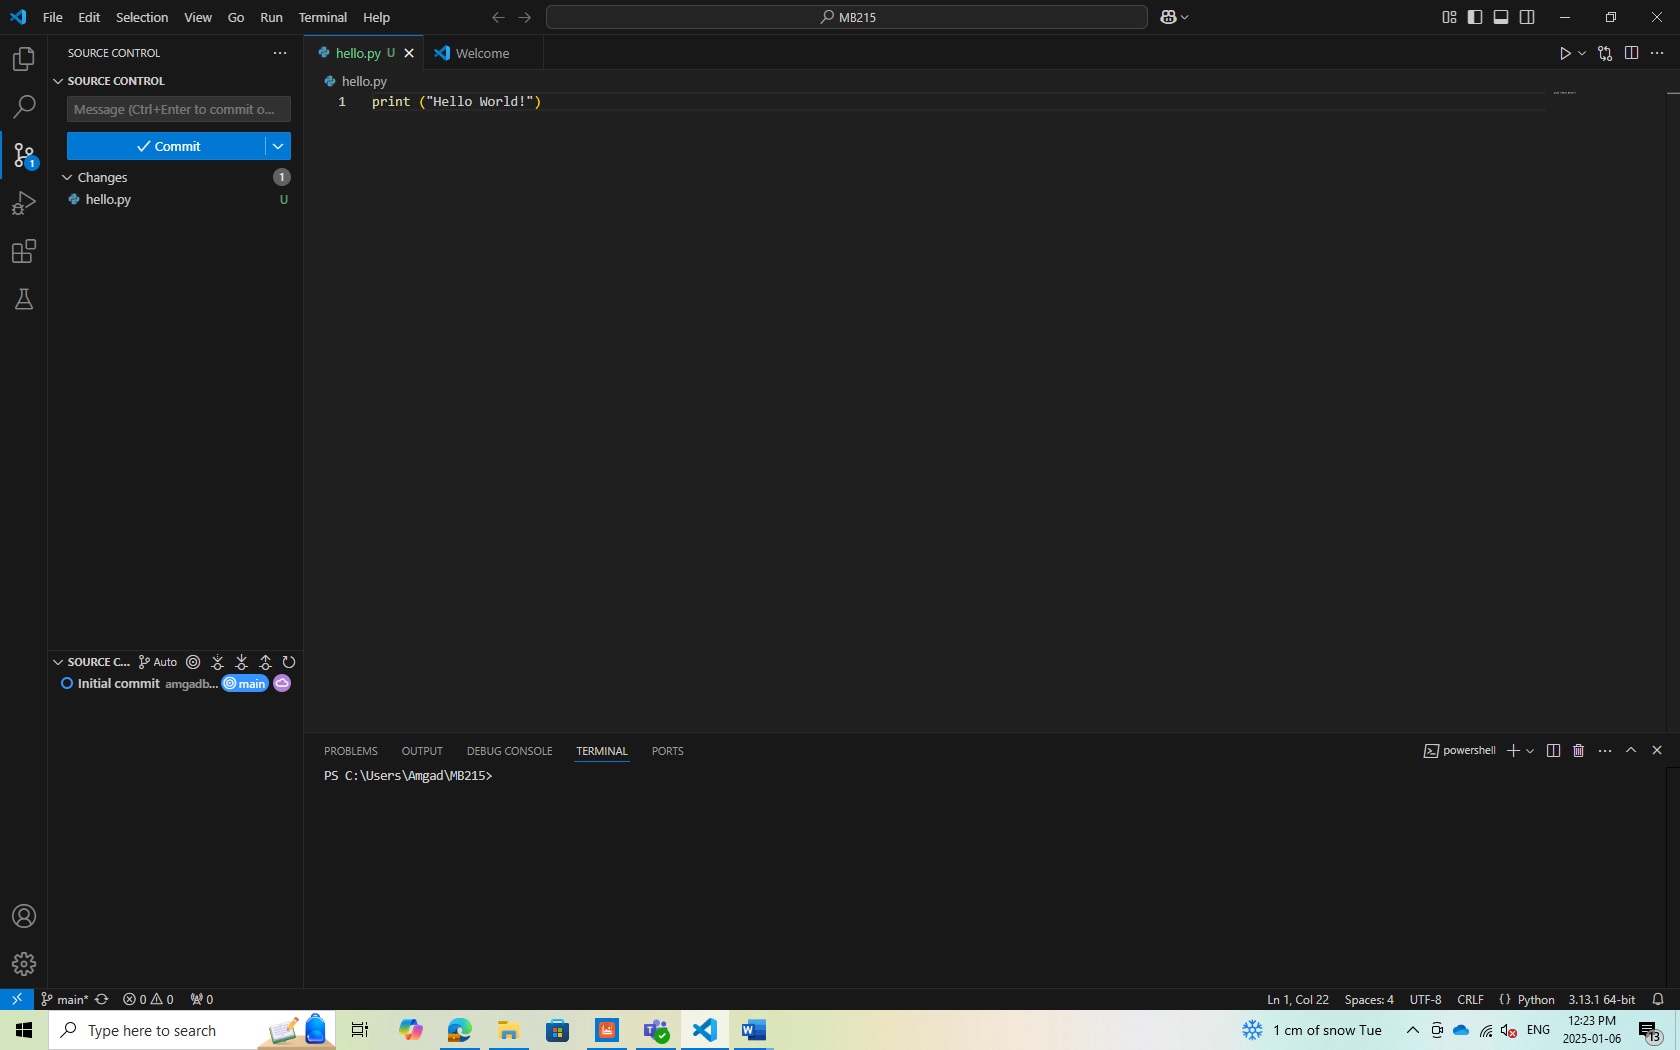 File Edit Selection View Go Run Terminal Help
MB215
SOURCE CONTROL
hello.py U
Welcome
SOURCE CONTROL
hello.py
Message (Ctrl+Enter to commit o...
1 print ("Hello World!")
Commit
1
Changes 1
hello.py U
SOURCE C... Auto
Initial commit amgadb... main
PROBLEMS OUTPUT DEBUG CONSOLE TERMINAL PORTS
powershell
PS C:\Users\Amgad\MB215>
main* 0 0 0
Ln 1, Col 22 Spaces: 4 UTF-8 CRLF {} Python 3.13.1 64-bit
Type here to search
1 cm of snow Tue
ENG
12:23 PM
2025-01-06
13